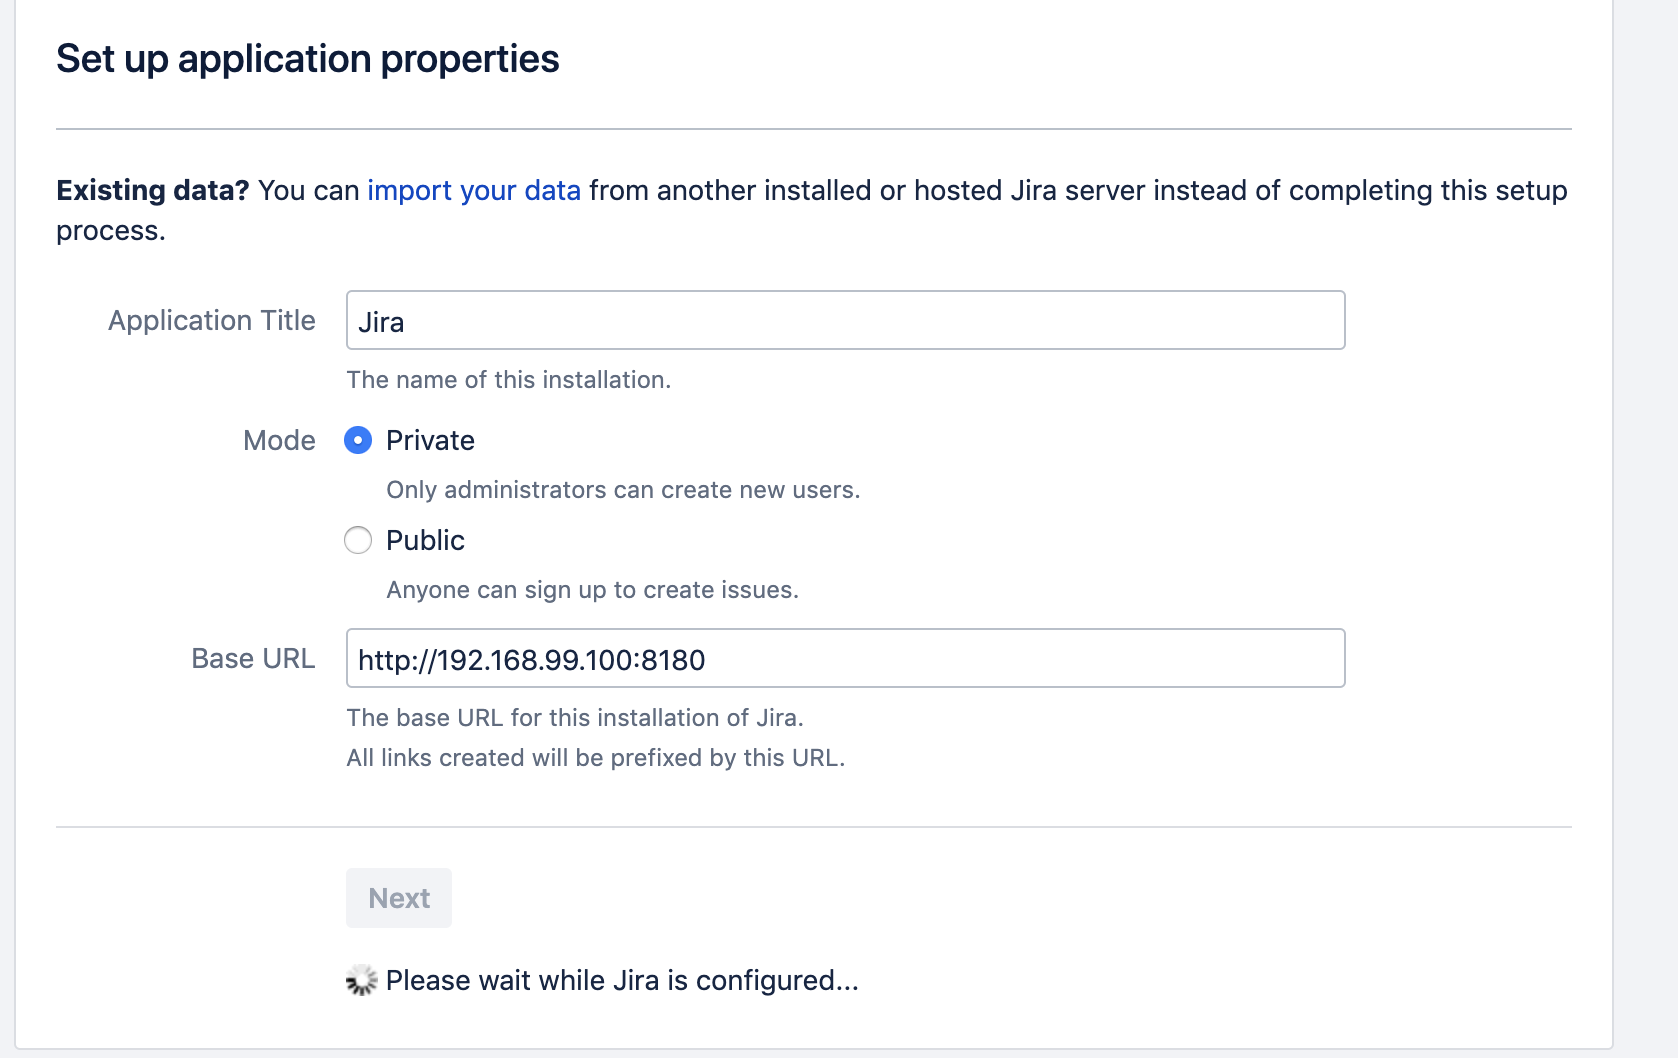 Set up application properties
Existing data? You can import your data from another installed or hosted Jira server instead of completing this setup
process.
Application Title
Jira
The name of this installation.
Mode
Private
Only administrators can create new users.
Public
Anyone can sign up to create issues.
Base URL
http://192.168.99.100:8180
The base URL for this installation of Jira.
All links created will be prefixed by this URL.
Next
Please wait while Jira is configured...